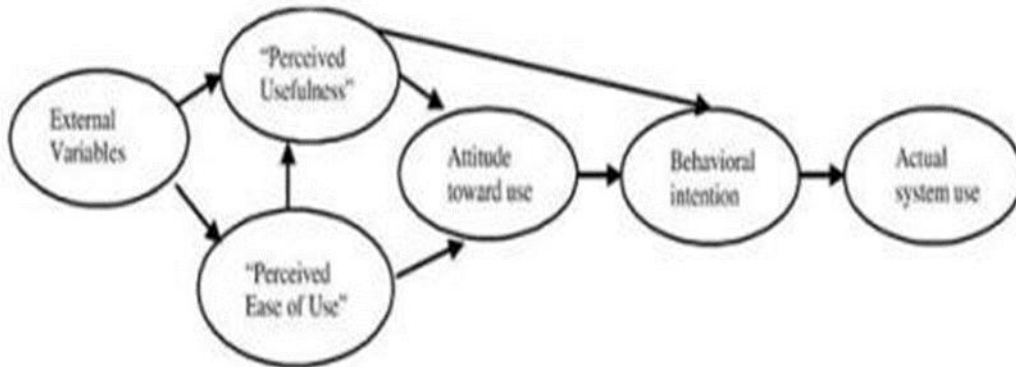 External
Variables
“Perceived
Usefulness”
“Perceived
Ease of Use”
Attitude
toward use
Behavioral
intention
Actual
system use